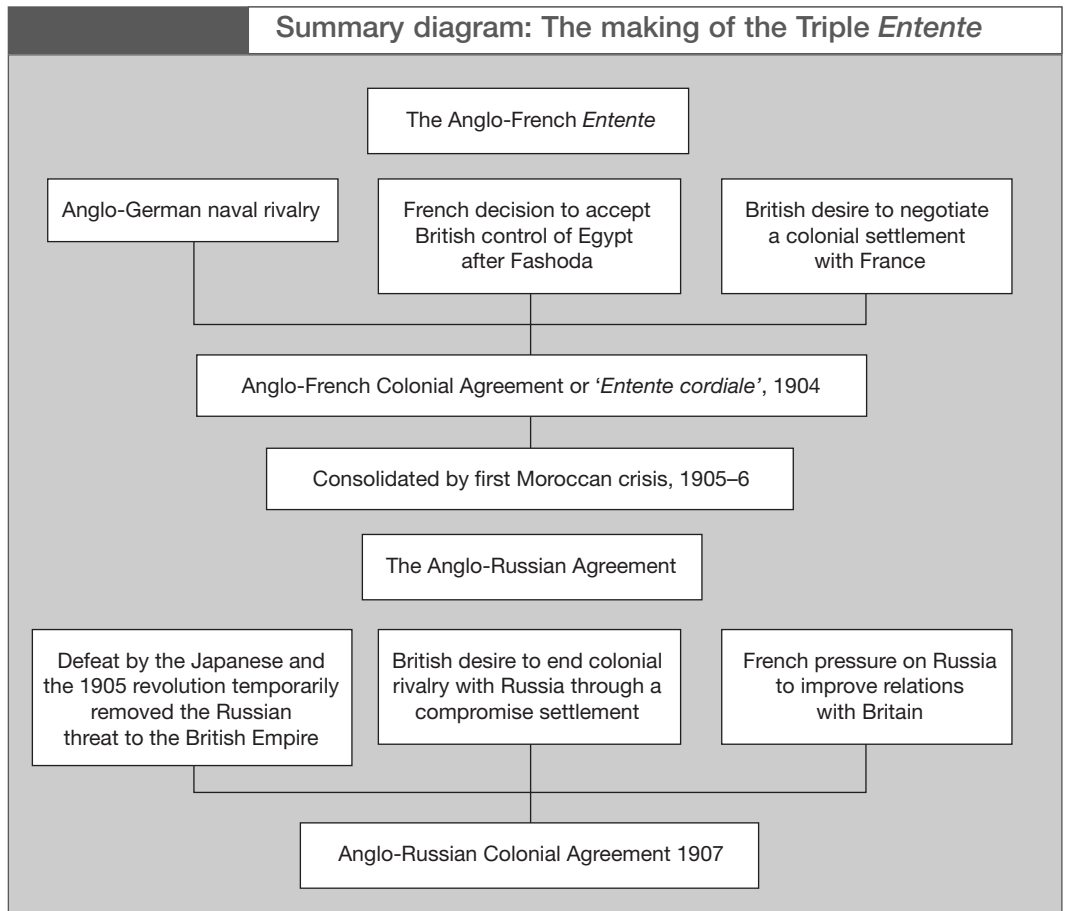 Summary diagram: The making of the Triple Entente
The Anglo-French Entente
Anglo-German naval rivalry
French decision to accept
British control of Egypt
after Fashoda
British desire to negotiate
a colonial settlement
with France
Anglo-French Colonial Agreement or ‘Entente cordiale’, 1904
Consolidated by first Moroccan crisis, 1905–6
The Anglo-Russian Agreement
Defeat by the Japanese and
the 1905 revolution temporarily
removed the Russian
threat to the British Empire
British desire to end colonial
rivalry with Russia through a
compromise settlement
French pressure on Russia
to improve relations
with Britain
Anglo-Russian Colonial Agreement 1907